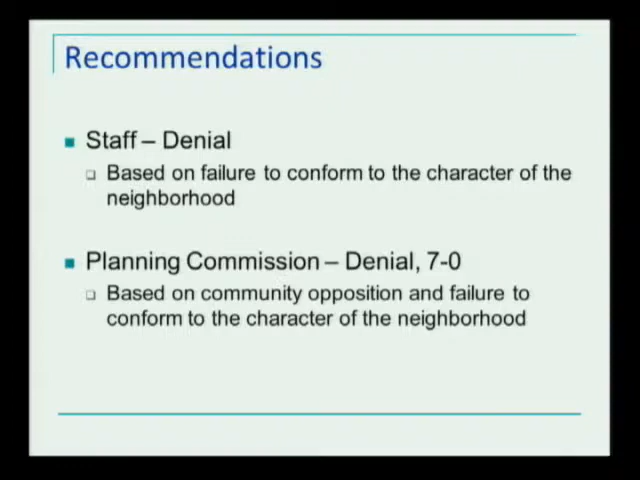 Recommendations
Staff – Denial
Based on failure to conform to the character of the
neighborhood
Planning Commission – Denial, 7-0
Based on community opposition and failure to
conform to the character of the neighborhood